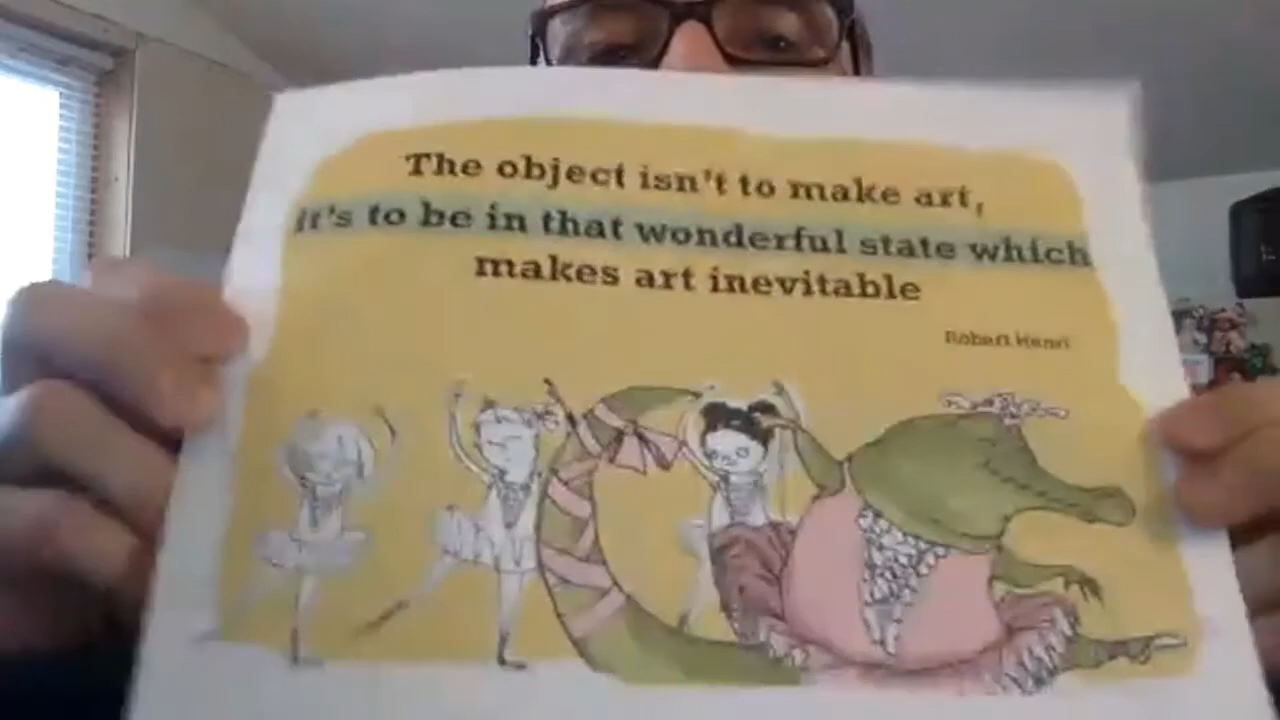 The object isn't to make art,
it's to be in that wonderful state which
makes art inevitable
Robert Henri